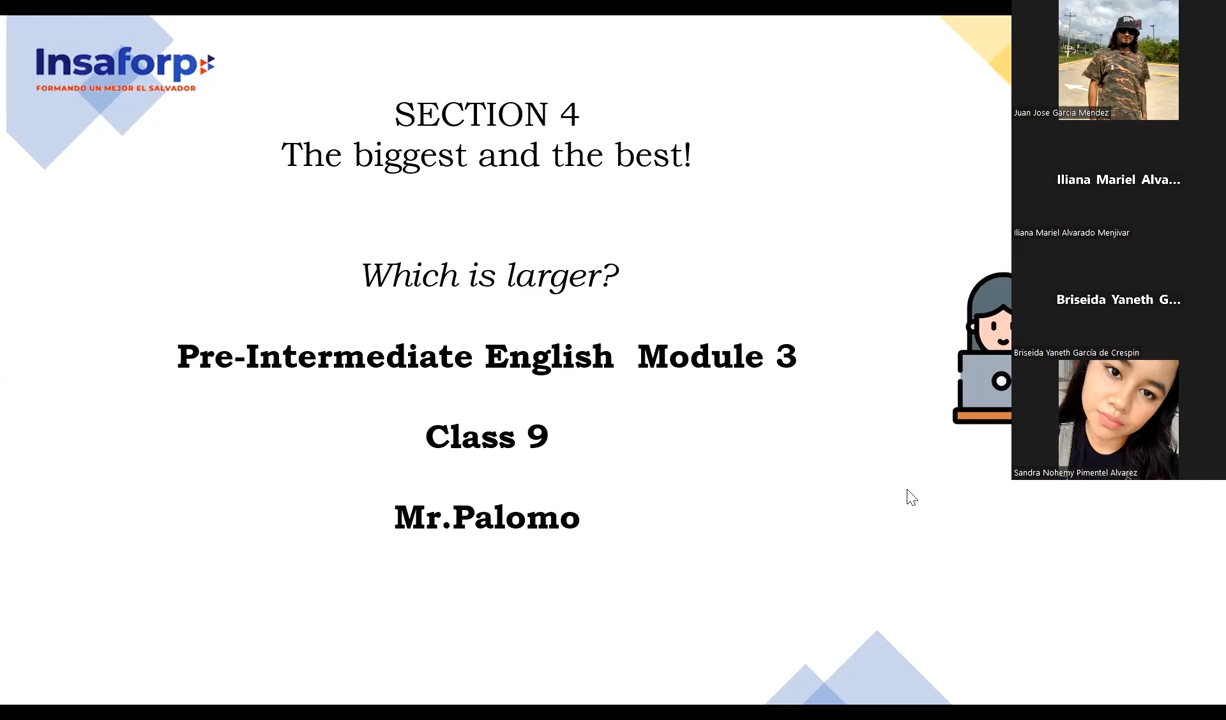 Insaforp
FORMANDO UN MEJOR EL SALVADOR
SECTION 4
The biggest and the best!
Which is larger?
Pre-Intermediate English Module 3
Class 9
Mr.Palomo
Juan Jose Garcia Mendez
Iliana Mariel Alva...
Iliana Mariel Alvarado Menjivar
Briseida Yaneth G...
Briseida Yaneth García de Crespin
Sandra Nohemy Pimentel Alvarez